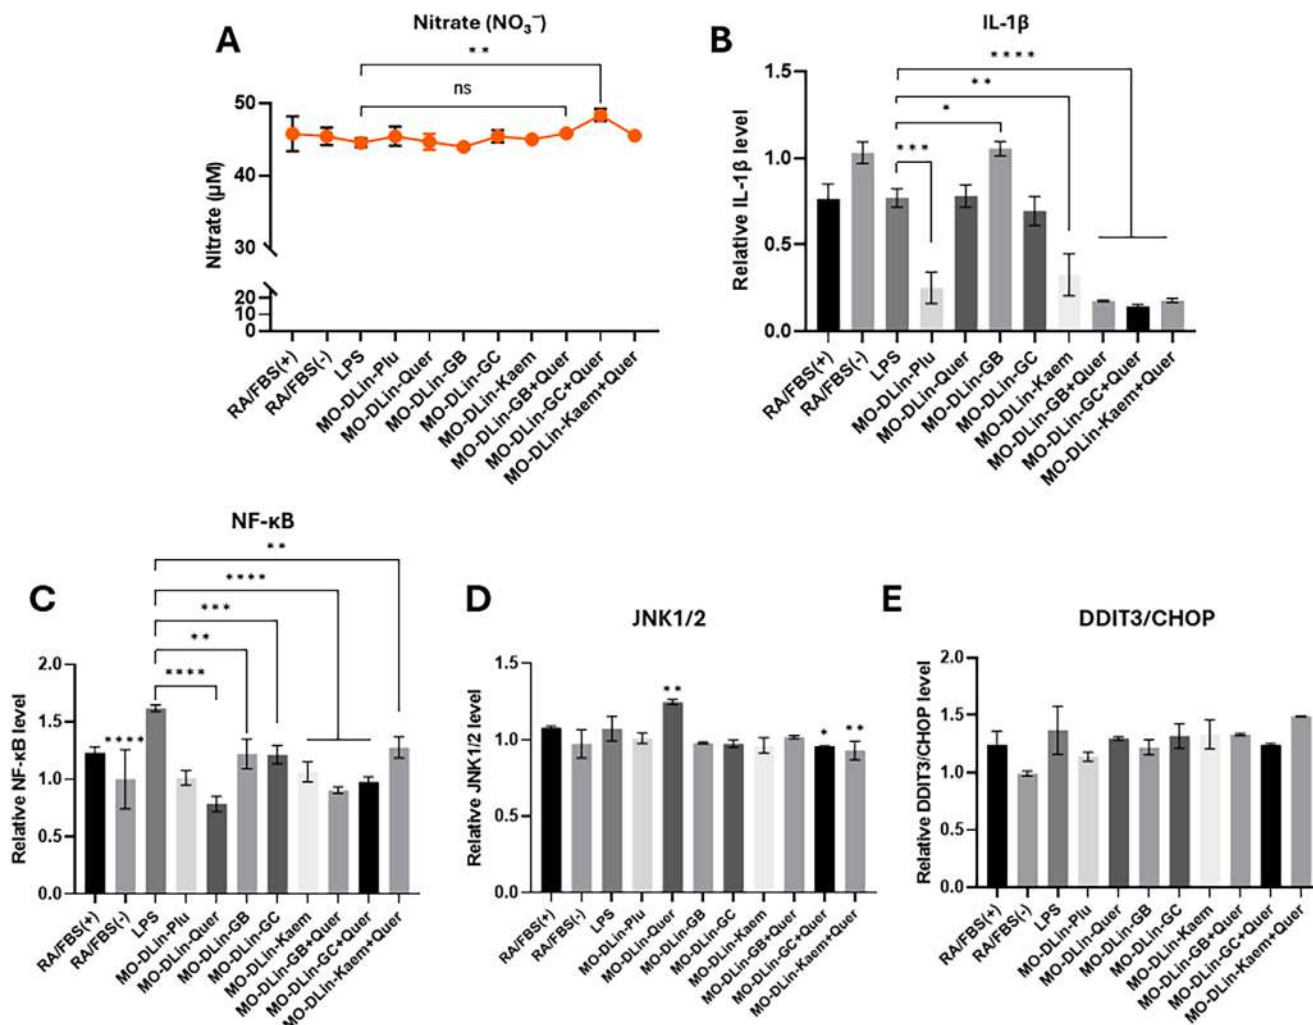 A
Nitrate (NO₃⁻)
**
ns
50
40
30
20
10
0
Nitrate (µM)
RA/FBS(+)
RA/FBS(-)
LPS
MO-DLin-Plu
MO-DLin-Quer
MO-DLin-GB
MO-DLin-GC
MO-DLin-Kaem
MO-DLin-GB+Quer
MO-DLin-GC+Quer
MO-DLin-Kaem+Quer
B
IL-1β
****
**
*
***
1.5
1.0
0.5
0.0
Relative IL-1β level
RA/FBS(+)
RA/FBS(-)
LPS
MO-DLin-Plu
MO-DLin-Quer
MO-DLin-GB
MO-DLin-GC
MO-DLin-Kaem
MO-DLin-GB+Quer
MO-DLin-GC+Quer
MO-DLin-Kaem+Quer
C
NF-κB
**
****
***
**
****
****
2.0
1.5
1.0
0.5
0.0
Relative NF-κB level
RA/FBS(+)
RA/FBS(-)
LPS
MO-DLin-Plu
MO-DLin-Quer
MO-DLin-GB
MO-DLin-GC
MO-DLin-Kaem
MO-DLin-GB+Quer
MO-DLin-GC+Quer
MO-DLin-Kaem+Quer
D
JNK1/2
**
*
**
1.5
1.0
0.5
0.0
Relative JNK1/2 level
RA/FBS(+)
RA/FBS(-)
LPS
MO-DLin-Plu
MO-DLin-Quer
MO-DLin-GB
MO-DLin-GC
MO-DLin-Kaem
MO-DLin-GB+Quer
MO-DLin-GC+Quer
MO-DLin-Kaem+Quer
E
DDIT3/CHOP
2.0
1.5
1.0
0.5
0.0
Relative DDIT3/CHOP level
RA/FBS(+)
RA/FBS(-)
LPS
MO-DLin-Plu
MO-DLin-Quer
MO-DLin-GB
MO-DLin-GC
MO-DLin-Kaem
MO-DLin-GB+Quer
MO-DLin-GC+Quer
MO-DLin-Kaem+Quer